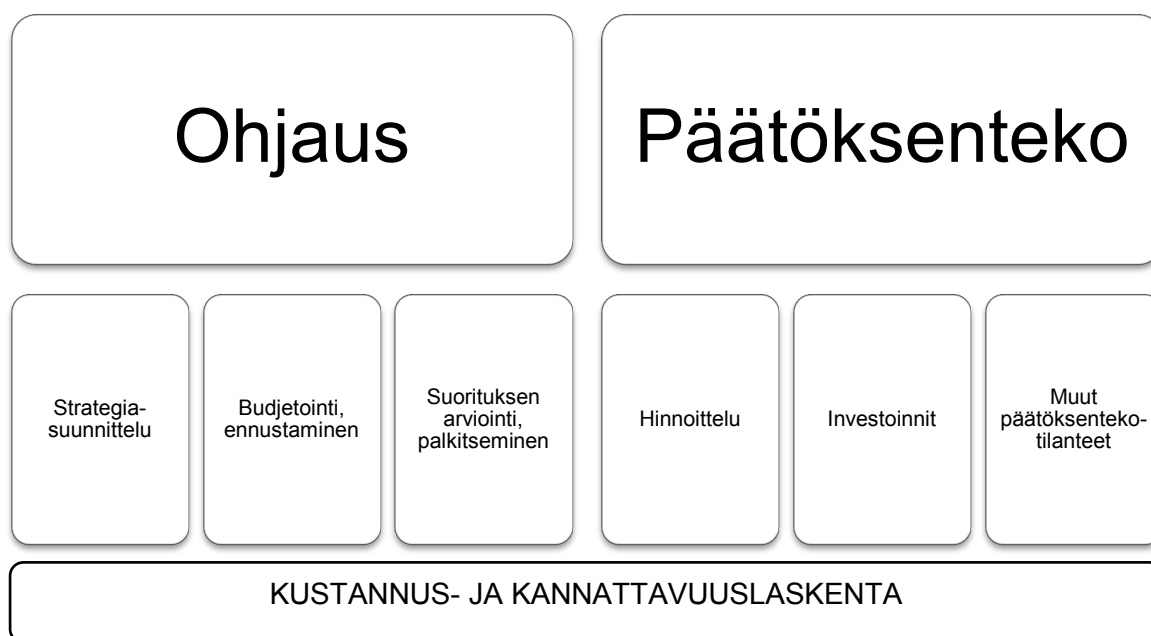 Ohjaus
Päätöksenteko
Strategia-
suunnittelu
Budjetointi,
ennustaminen
Suorituksen
arviointi,
palkitseminen
Hinnoittelu
Investoinnit
Muut
päätöksenteko-
tilanteet
KUSTANNUS- JA KANNATTAVUUSLASKENTA